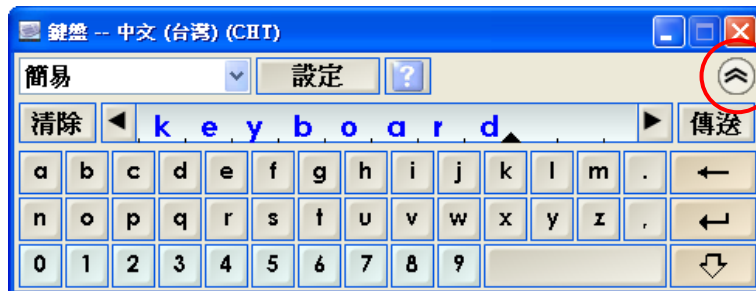 鍵盤 -- 中文 (台灣) (CHT)
簡易 設定 ?
清除 keyboard 傳送
a b c d e f g h i j k l m .
n o p q r s t u v w x y z ,
0 1 2 3 4 5 6 7 8 9